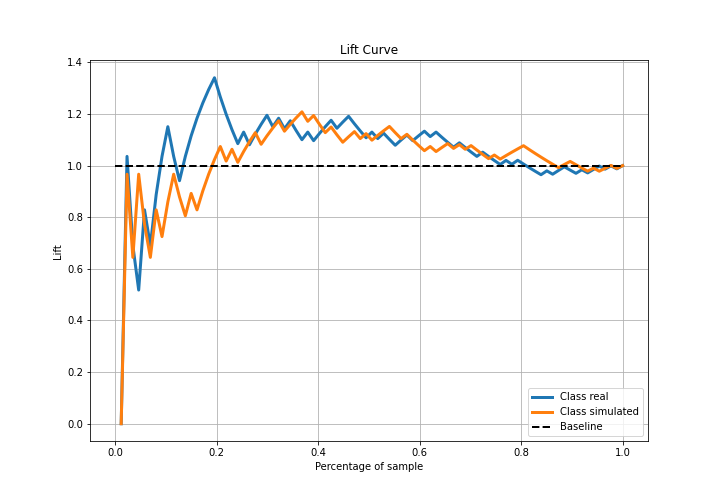 Lift Curve
Lift
1.4
1.2
1.0
0.8
0.6
0.4
0.2
0.0
0.0 0.2 0.4 0.6 0.8 1.0
Percentage of sample
Class real
Class simulated
Baseline